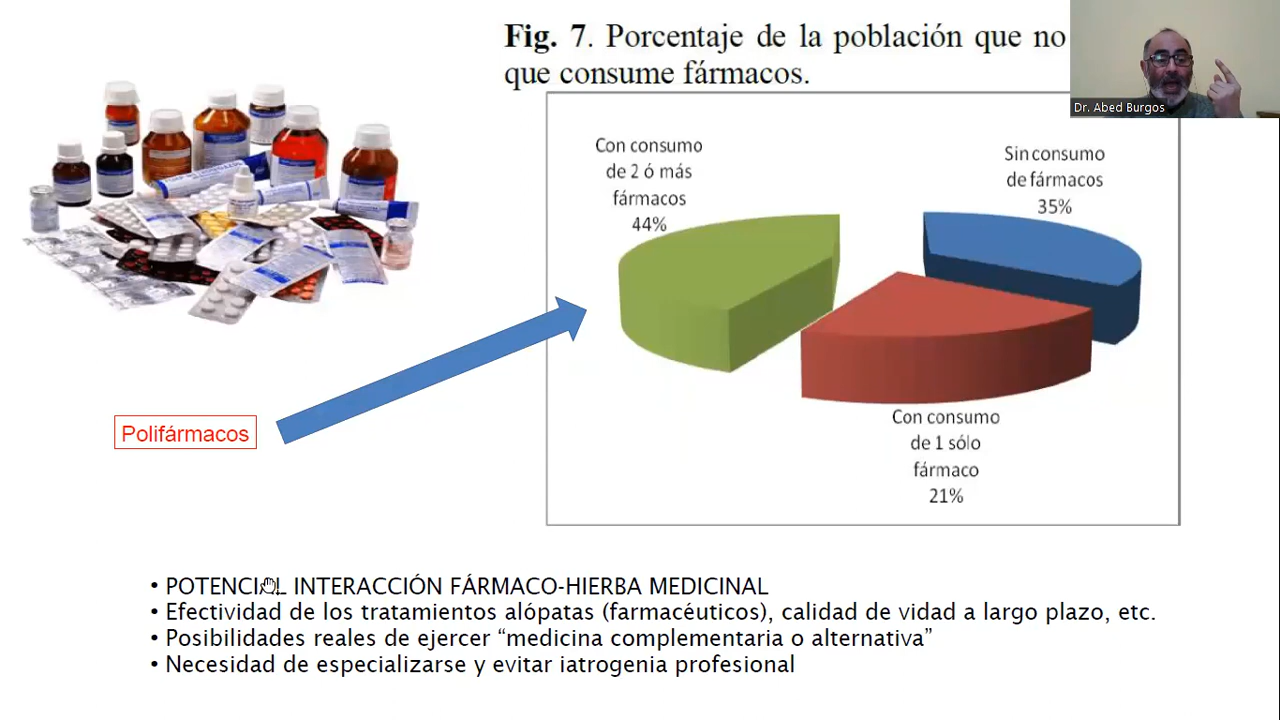 Fig. 7. Porcentaje de la población que no
que consume fármacos.
Dr. Abed Burgos
Con consumo
de 2 ó más
fármacos
44%
Sin consumo
de fármacos
35%
Con consumo
de 1 sólo
fármaco
21%
Polifármacos
• POTENCIAL INTERACCIÓN FÁRMACO-HIERBA MEDICINAL
• Efectividad de los tratamientos alópatas (farmacéuticos), calidad de vidad a largo plazo, etc.
• Posibilidades reales de ejercer “medicina complementaria o alternativa”
• Necesidad de especializarse y evitar iatrogenia profesional